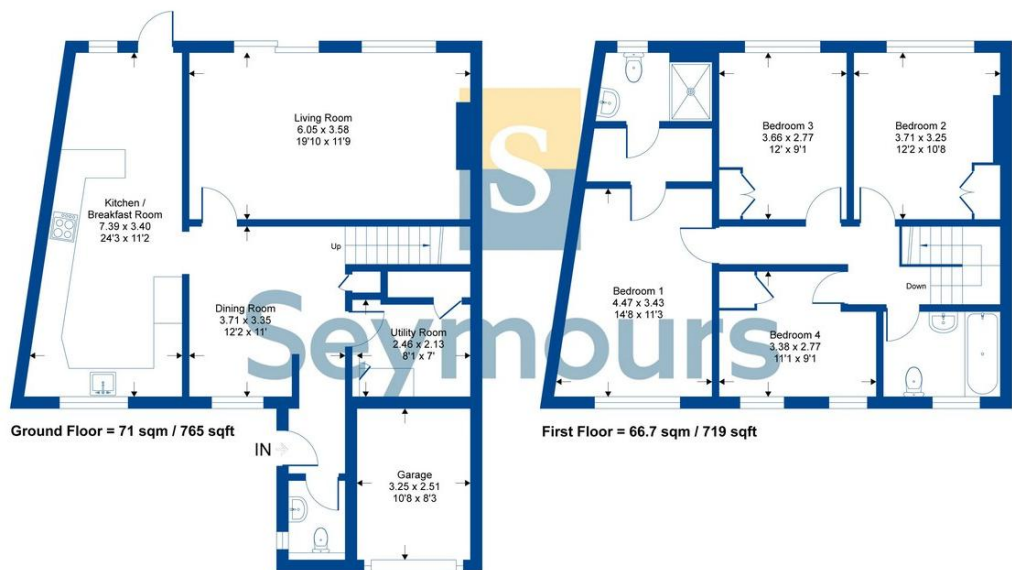 Living Room
6.05 x 3.58
19'10 x 11'9
Kitchen /
Breakfast Room
7.39 x 3.40
24'3 x 11'2
Up
Dining Room
3.71 x 3.35
12'2 x 11'
Utility Room
2.46 x 2.13
8'1 x 7'
Ground Floor = 71 sqm / 765 sqft
IN
Garage
3.25 x 2.51
10'8 x 8'3
S
Seymours
Bedroom 3
3.66 x 2.77
12' x 9'1
Bedroom 2
3.71 x 3.25
12'2 x 10'8
Bedroom 1
4.47 x 3.43
14'8 x 11'3
Down
Bedroom 4
3.38 x 2.77
11'1 x 9'1
First Floor = 66.7 sqm / 719 sqft